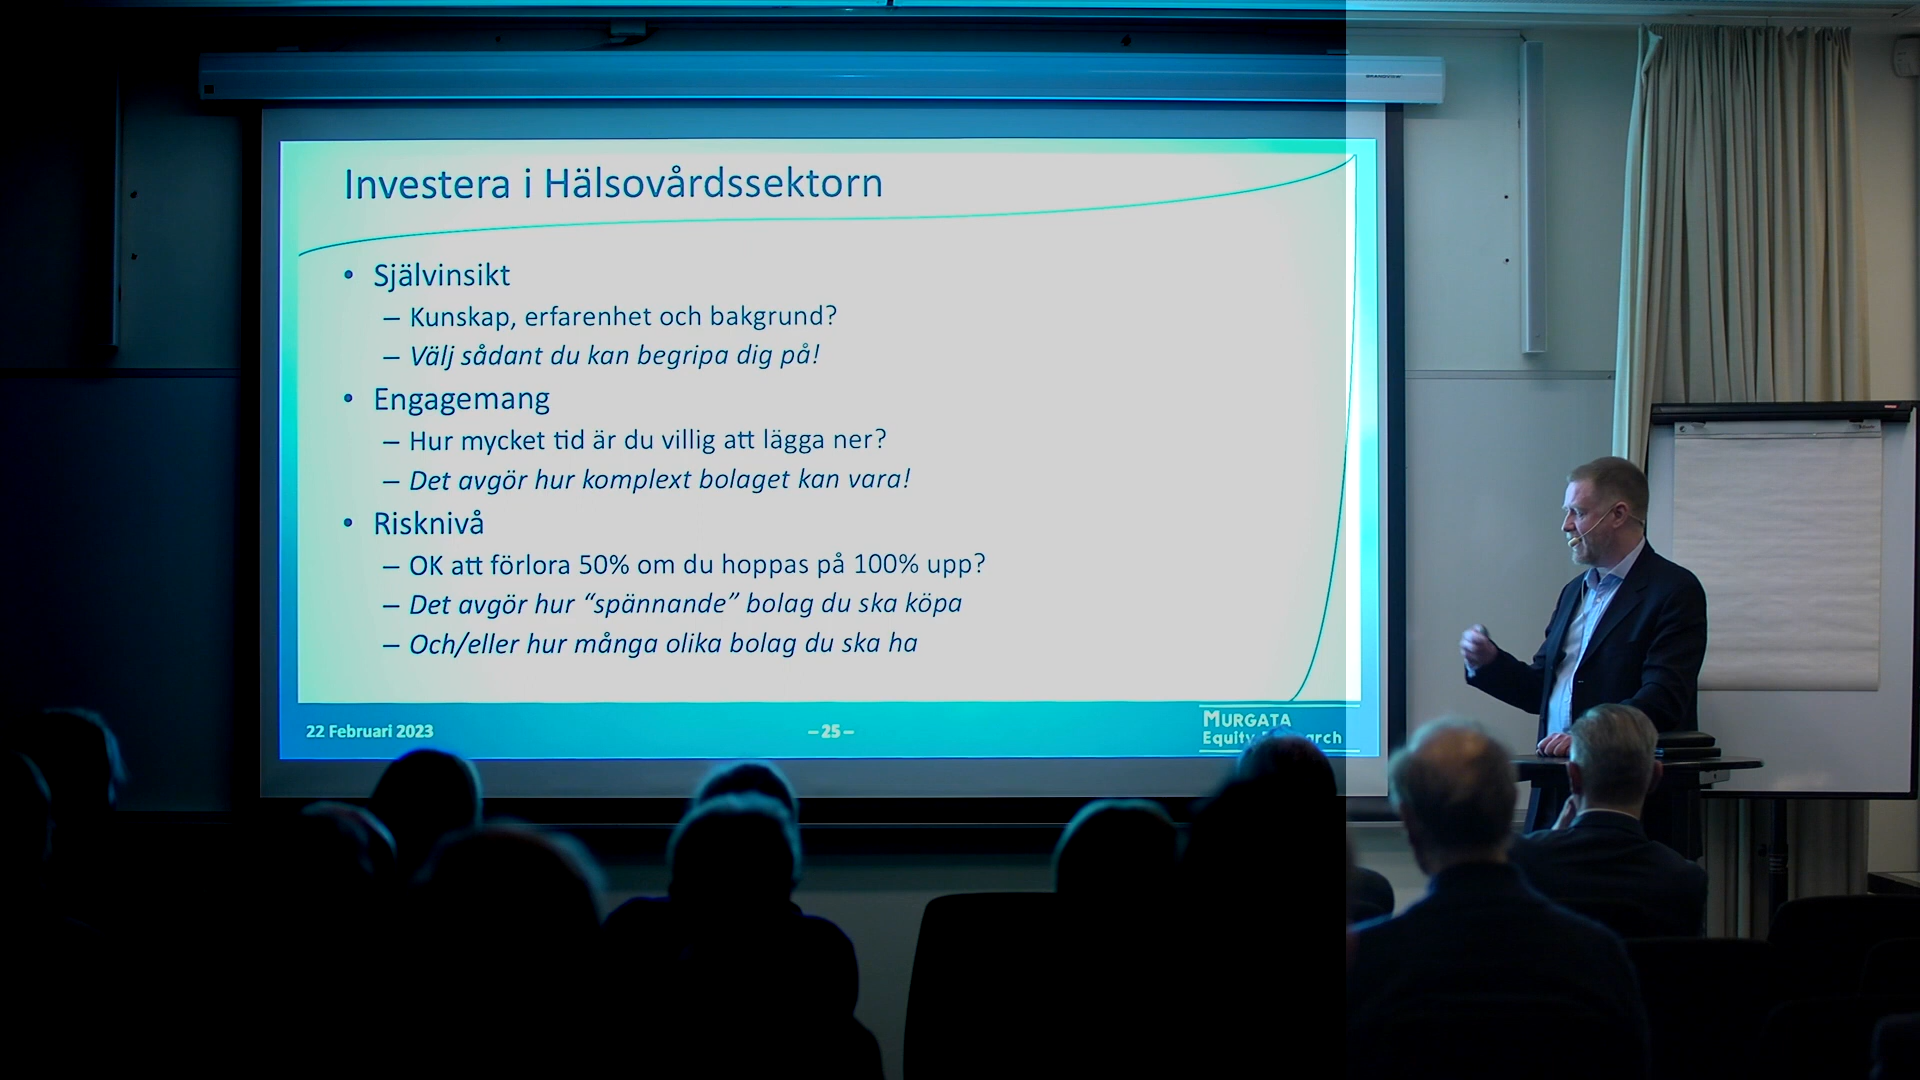 Investera i Hälsovårdssektorn
• Självinsikt
– Kunskap, erfarenhet och bakgrund?
– Välj sådant du kan begripa dig på!
• Engagemang
– Hur mycket tid är du villig att lägga ner?
– Det avgör hur komplext bolaget kan vara!
• Risknivå
– OK att förlora 50% om du hoppas på 100% upp?
– Det avgör hur “spännande” bolag du ska köpa
– Och/eller hur många olika bolag du ska ha
22 Februari 2023
– 25 –
MURGATA
Equity